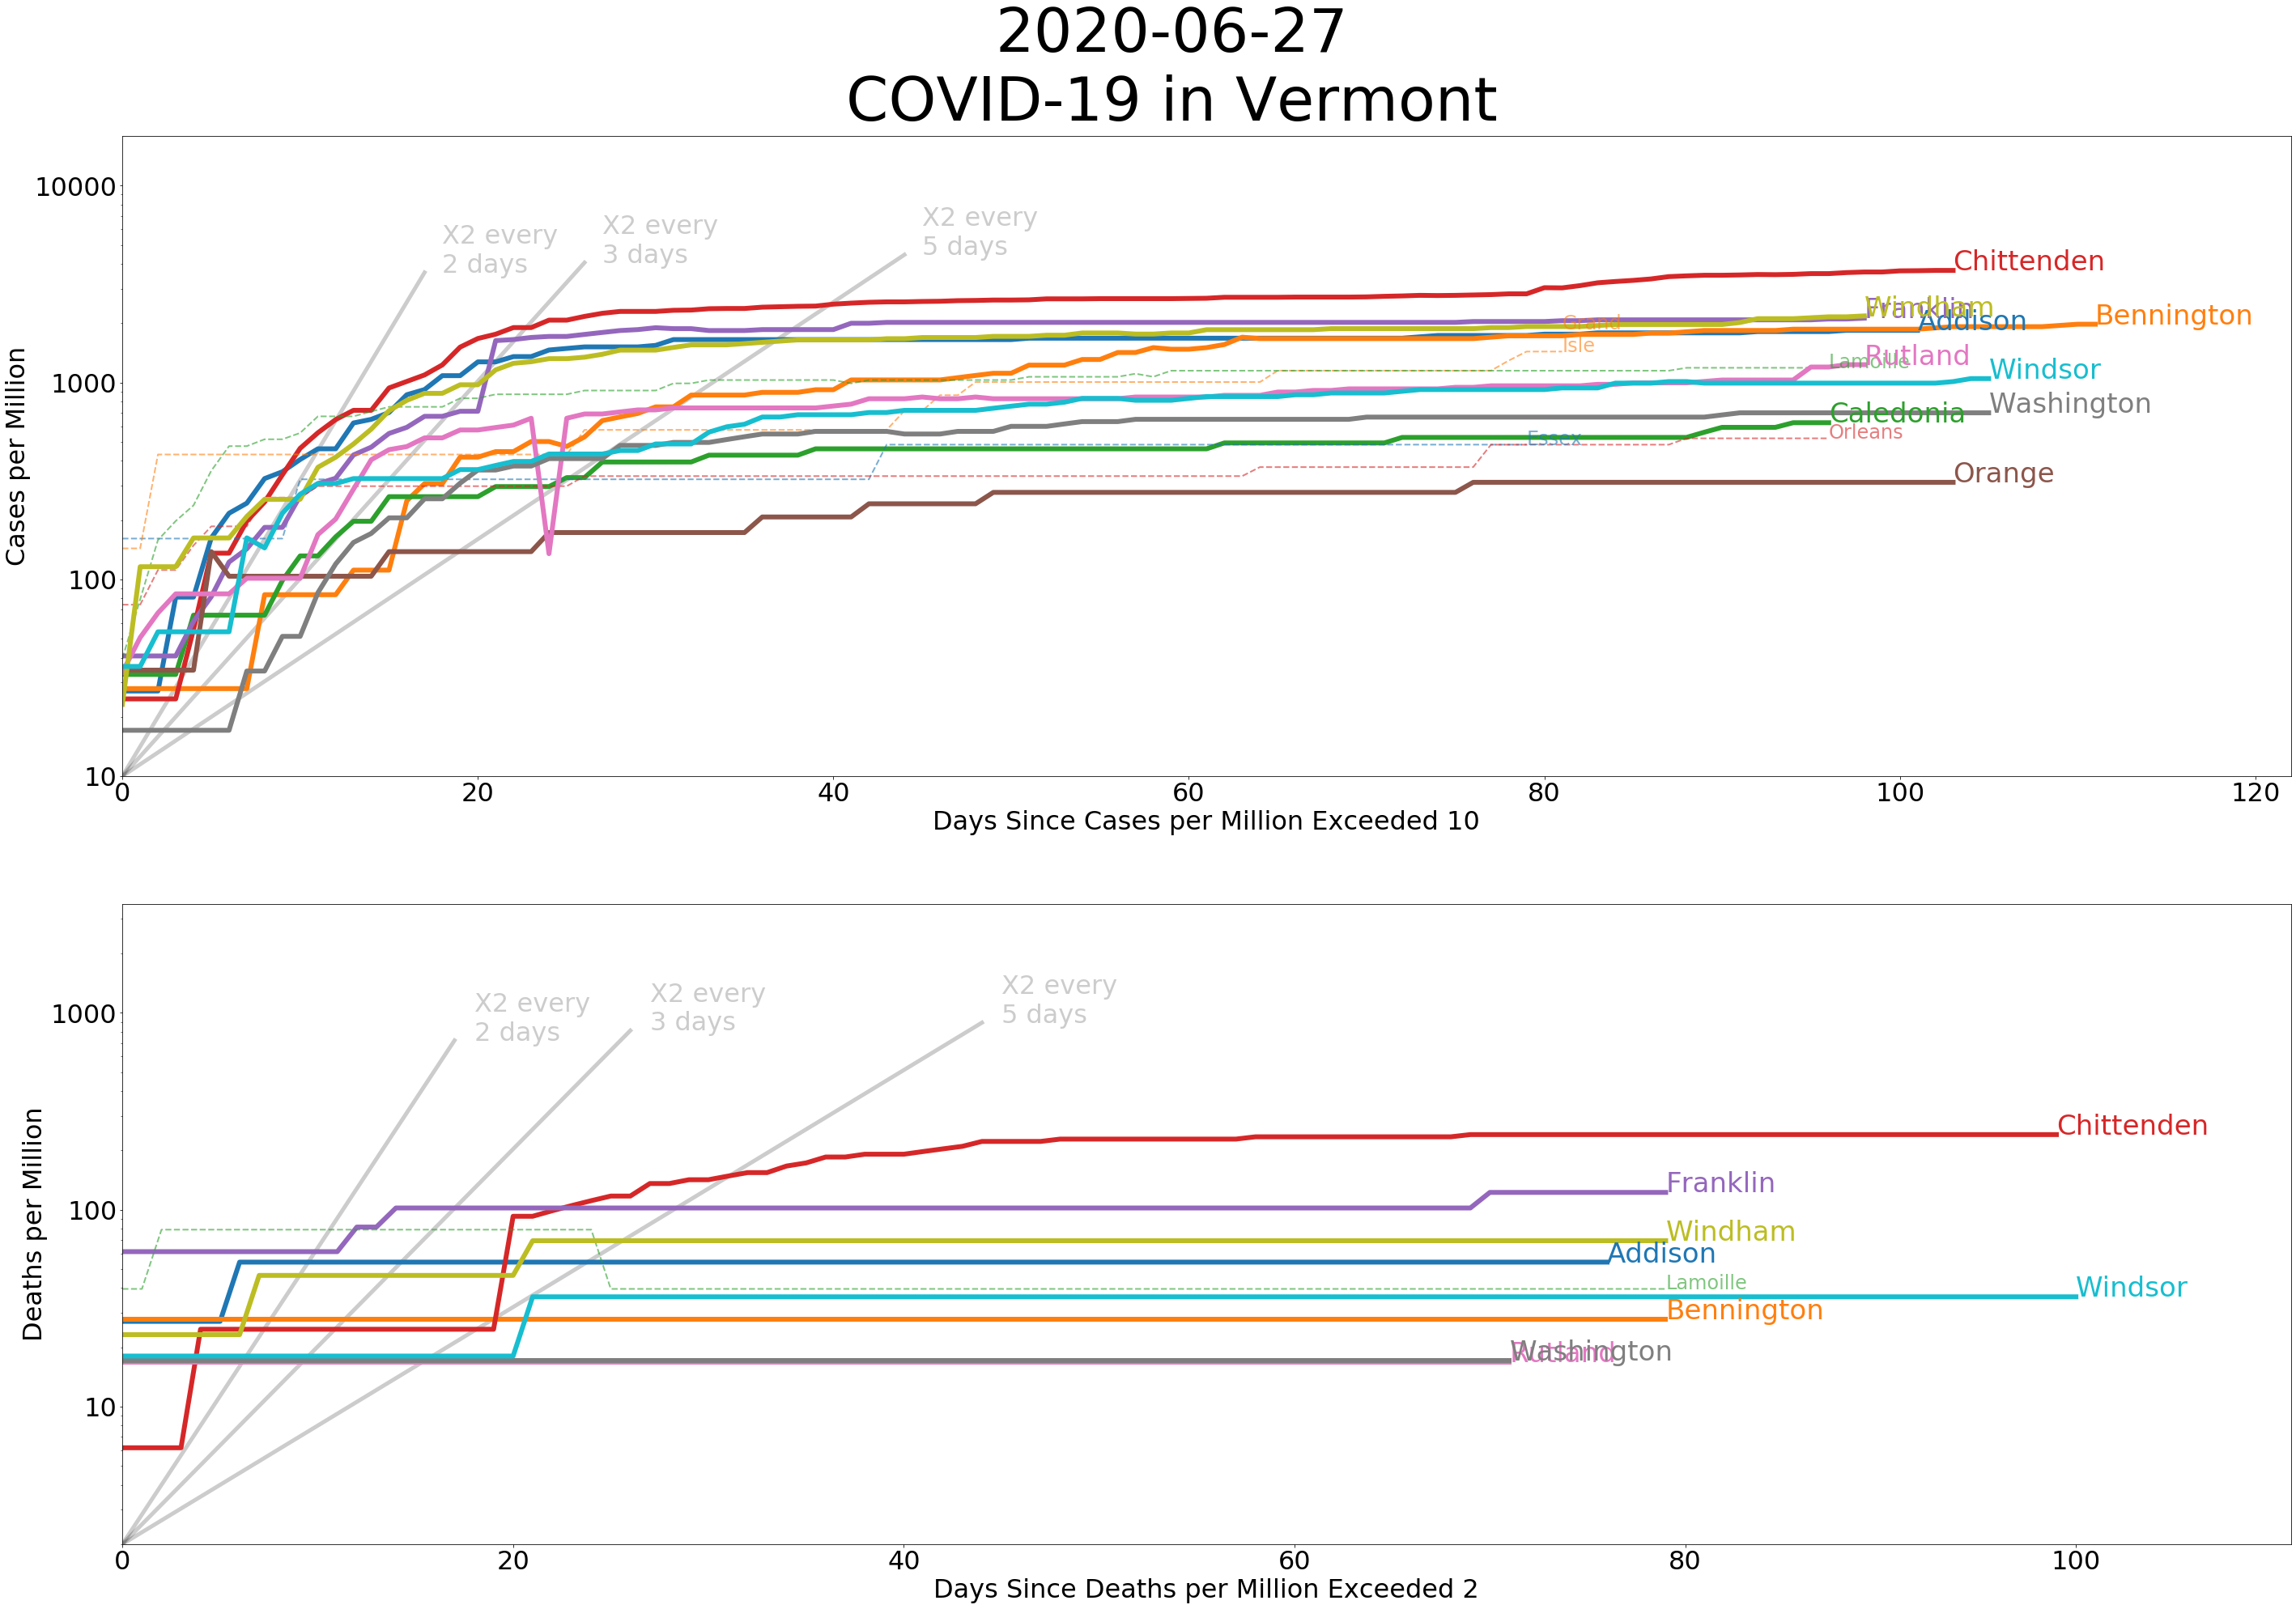 2020-06-27
COVID-19 in Vermont
10000
1000
100
10
Cases per Million
X2 every
2 days
X2 every
3 days
X2 every
5 days
Chittenden
Windham
Franklin
Bennington
Addison
Grand
Isle
Rutland
Lamoille
Windsor
Washington
Caledonia
Orleans
Essex
Orange
0
20
40
60
80
100
120
Days Since Cases per Million Exceeded 10
1000
100
10
Deaths per Million
X2 every
2 days
X2 every
3 days
X2 every
5 days
Chittenden
Franklin
Windham
Addison
Lamoille
Windsor
Bennington
Washington
Rutland
0
20
40
60
80
100
Days Since Deaths per Million Exceeded 2